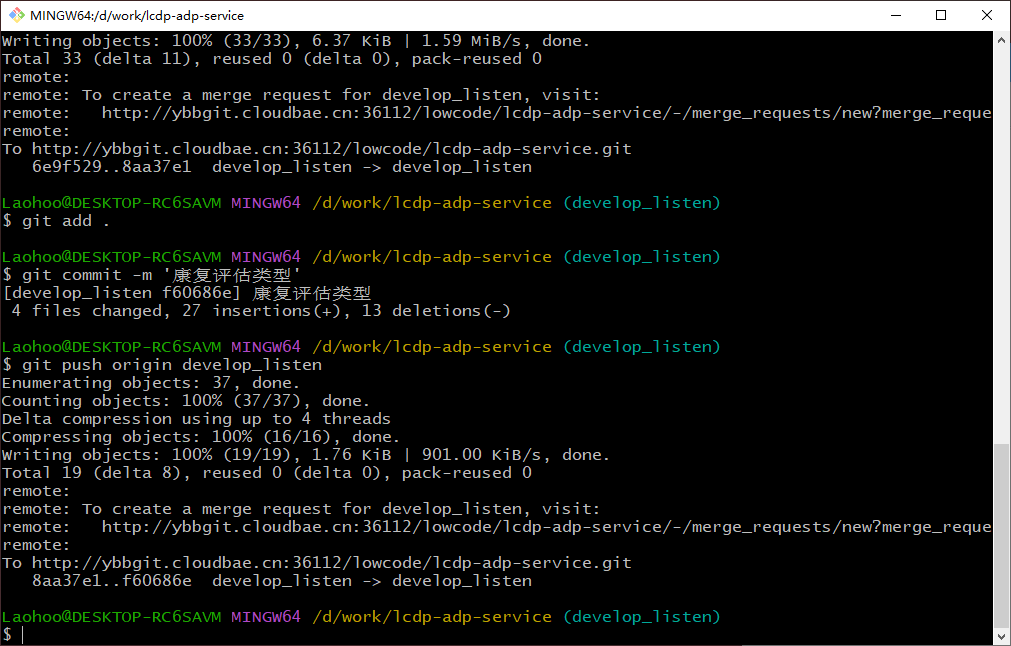 MINGW64:/d/work/lcdp-adp-service
Writing objects: 100% (33/33), 6.37 KiB | 1.59 MiB/s, done.
Total 33 (delta 11), reused 0 (delta 0), pack-reused 0
remote:
remote: To create a merge request for develop_listen, visit:
remote:   http://ybbgit.cloudbae.cn:36112/lowcode/lcdp-adp-service/-/merge_requests/new?merge_reque
remote:
To http://ybbgit.cloudbae.cn:36112/lowcode/lcdp-adp-service.git
   6e9f529..8aa37e1  develop_listen -> develop_listen
Laohoo@DESKTOP-RC6SAVM MINGW64 /d/work/lcdp-adp-service (develop_listen)
$ git add .
Laohoo@DESKTOP-RC6SAVM MINGW64 /d/work/lcdp-adp-service (develop_listen)
$ git commit -m '康复评估类型'
[develop_listen f60686e] 康复评估类型
 4 files changed, 27 insertions(+), 13 deletions(-)
Laohoo@DESKTOP-RC6SAVM MINGW64 /d/work/lcdp-adp-service (develop_listen)
$ git push origin develop_listen
Enumerating objects: 37, done.
Counting objects: 100% (37/37), done.
Delta compression using up to 4 threads
Compressing objects: 100% (16/16), done.
Writing objects: 100% (19/19), 1.76 KiB | 901.00 KiB/s, done.
Total 19 (delta 8), reused 0 (delta 0), pack-reused 0
remote:
remote: To create a merge request for develop_listen, visit:
remote:   http://ybbgit.cloudbae.cn:36112/lowcode/lcdp-adp-service/-/merge_requests/new?merge_reque
remote:
To http://ybbgit.cloudbae.cn:36112/lowcode/lcdp-adp-service.git
   8aa37e1..f60686e  develop_listen -> develop_listen
Laohoo@DESKTOP-RC6SAVM MINGW64 /d/work/lcdp-adp-service (develop_listen)
$